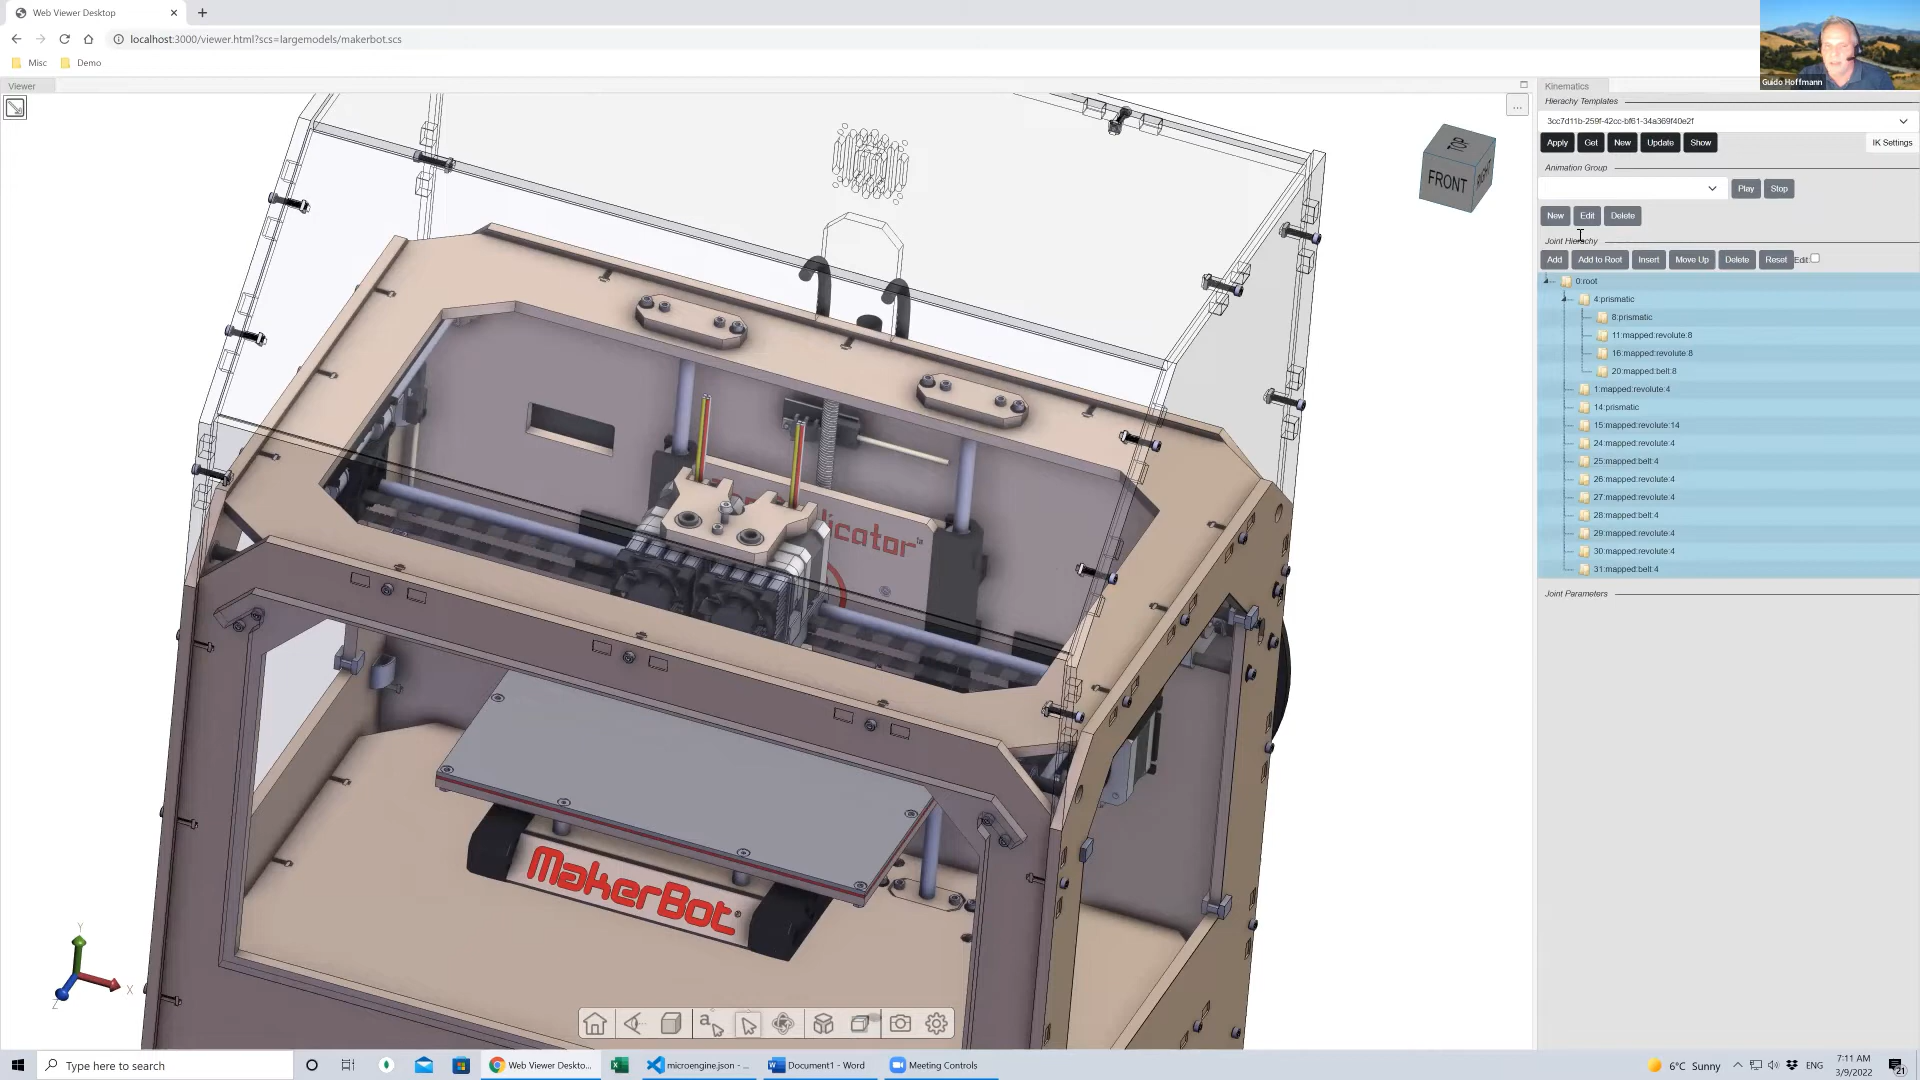 Web Viewer Desktop
localhost:3000/viewer.html?scs=largemodels/makerbot.scs
Misc
Demo
Guido Hoffmann
Viewer
Kinematics
Hierachy Templates
3cc7d11b-259f-42cc-bf61-34a369f40e2f
Apply Get New Update Show IK Settings
Animation Group
Play Stop
New Edit Delete
Joint Hierachy
Add Add to Root Insert Move Up Delete Reset Edit
0:root
4:prismatic
8:prismatic
11:mapped:revolute:8
16:mapped:revolute:8
20:mapped:belt:8
1:mapped:revolute:4
14:prismatic
15:mapped:revolute:14
24:mapped:revolute:4
25:mapped:belt:4
26:mapped:revolute:4
27:mapped:revolute:4
28:mapped:belt:4
29:mapped:revolute:4
30:mapped:revolute:4
31:mapped:belt:4
Joint Parameters
TOP
FRONT
RIGHT
licator
MakerBot
Y
X
Z
Type here to search
Web Viewer Deskto...
microengine.json - ...
Document1 - Word
Meeting Controls
6°C Sunny
ENG
7:11 AM
3/9/2022
21